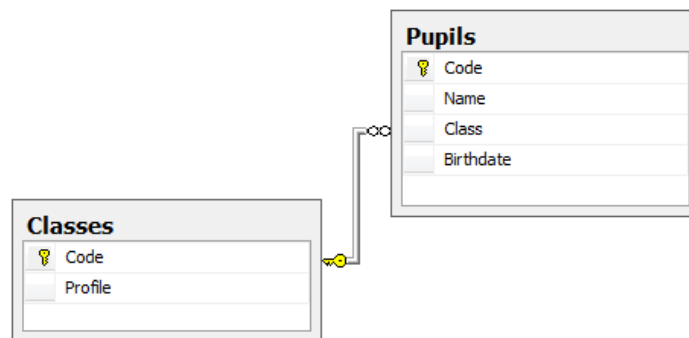 Pupils
Code
Name
Class
Birthdate
Classes
Code
Profile